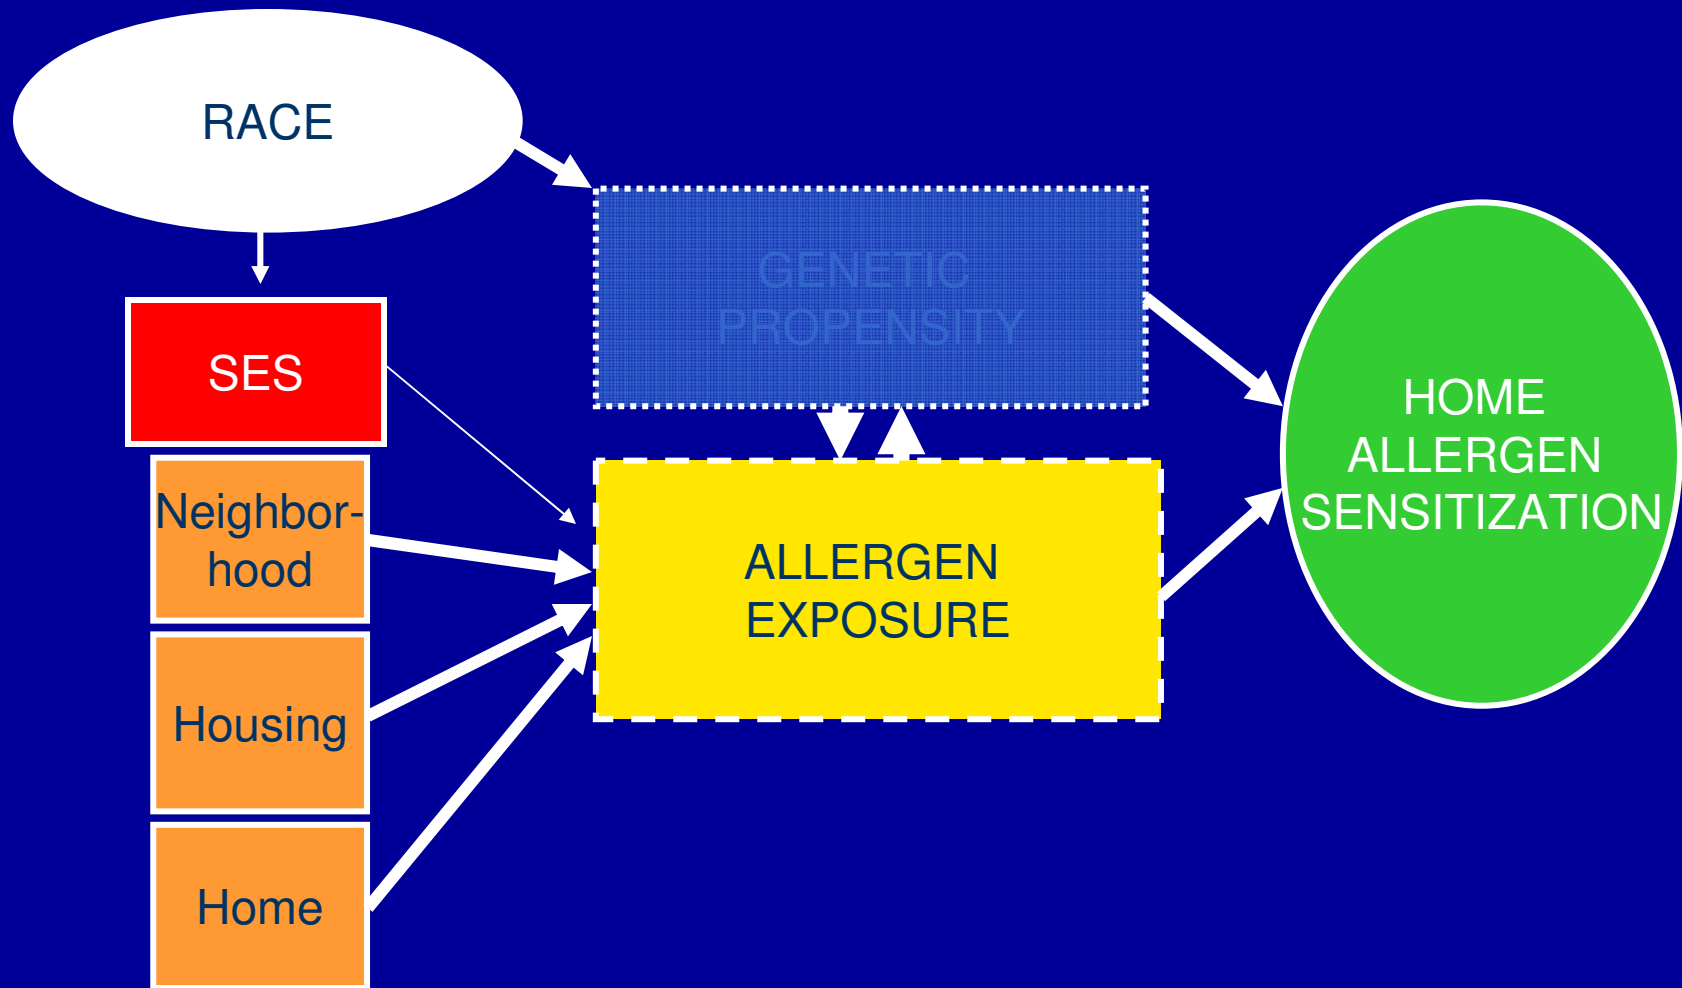 RACE
GENETIC
PROPENSITY
SES
HOME
ALLERGEN
SENSITIZATION
Neighbor-
hood
ALLERGEN
EXPOSURE
Housing
Home